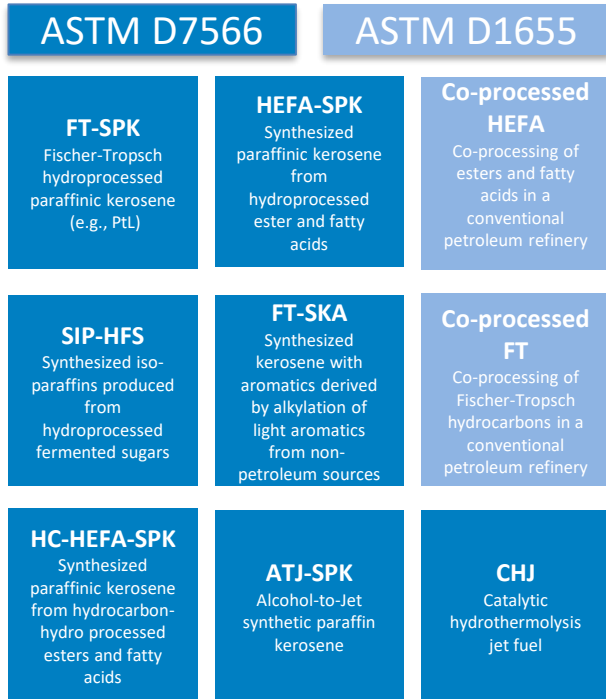 ASTM D7566
ASTM D1655
FT-SPK
Fischer-Tropsch
hydroprocessed
paraffinic kerosene
(e.g., PtL)
HEFA-SPK
Synthesized
paraffinic kerosene
from
hydroprocessed
ester and fatty
acids
Co-processed
HEFA
Co-processing of
esters and fatty
acids in a
conventional
petroleum refinery
SIP-HFS
Synthesized iso-
paraffins produced
from
hydroprocessed
fermented sugars
FT-SKA
Synthesized
kerosene with
aromatics derived
by alkylation of
light aromatics
from non-
petroleum sources
Co-processed
FT
Co-processing of
Fischer-Tropsch
hydrocarbons in a
conventional
petroleum refinery
HC-HEFA-SPK
Synthesized
paraffinic kerosene
from hydrocarbon-
hydro processed
esters and fatty
acids
ATJ-SPK
Alcohol-to-Jet
synthetic paraffin
kerosene
CHJ
Catalytic
hydrothermolysis
jet fuel